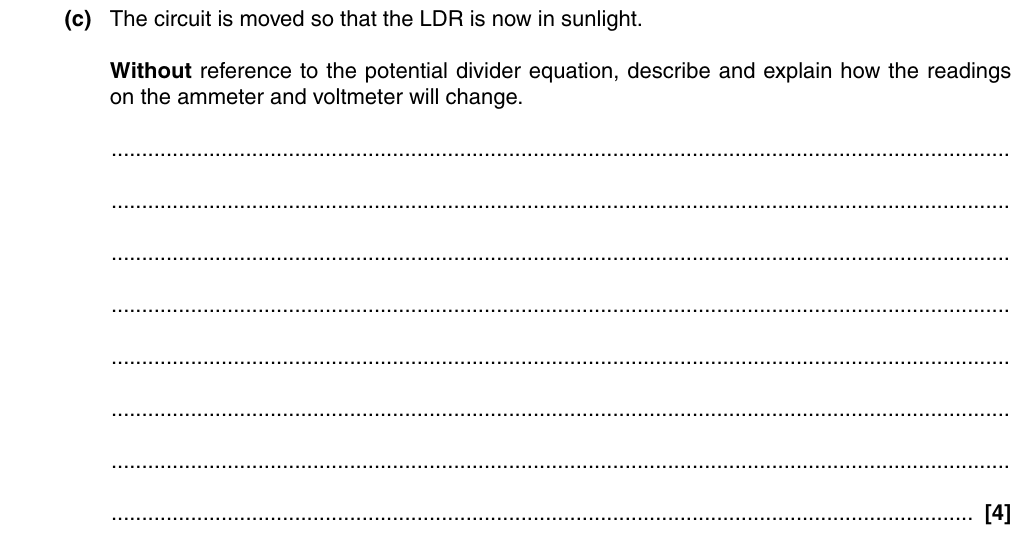 (c) The circuit is moved so that the LDR is now in sunlight.
Without reference to the potential divider equation, describe and explain how the readings
on the ammeter and voltmeter will change.
..........................................................................................
..........................................................................................
..........................................................................................
..........................................................................................
..........................................................................................
..........................................................................................
..........................................................................................
.......................................................................................... [4]